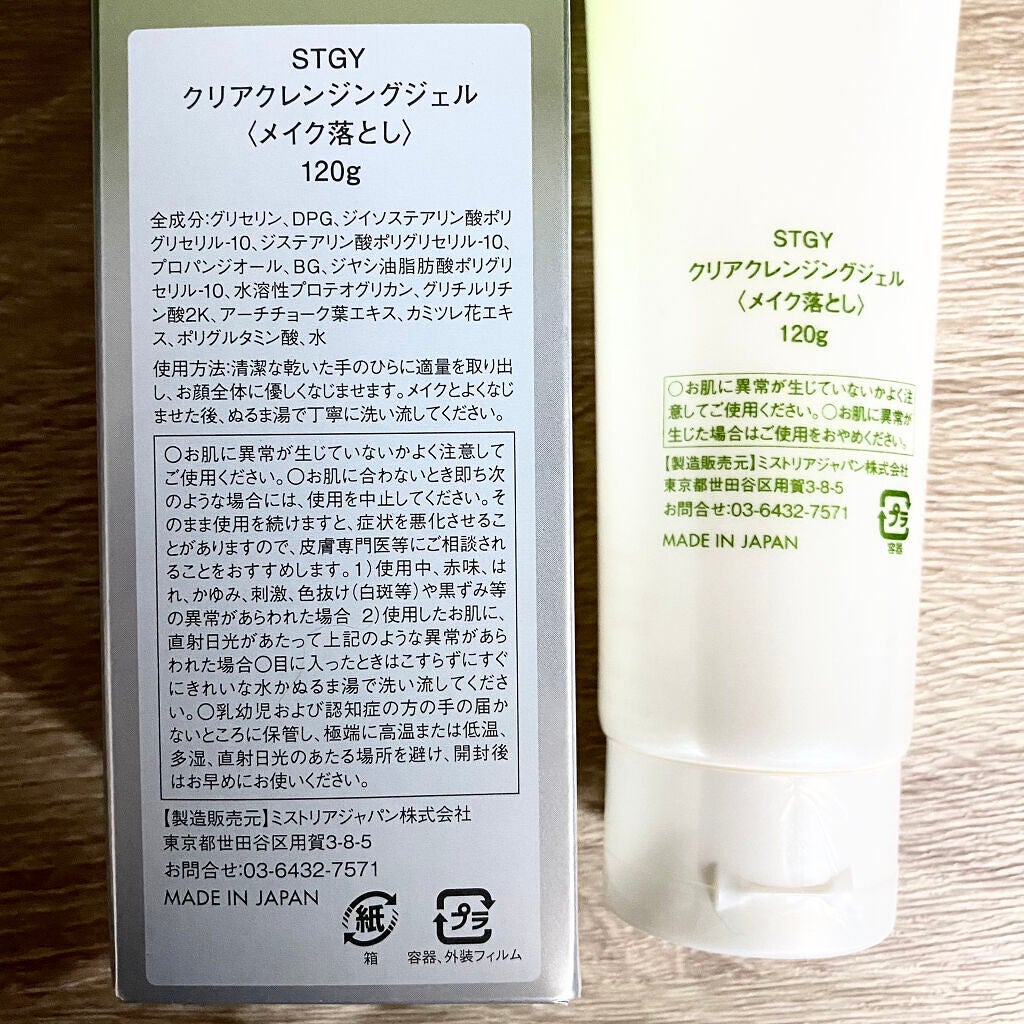 STGY
クリアクレンジングジェル
〈メイク落とし〉
120g
全成分:グリセリン、DPG、ジイソステアリン酸ポリ
グリセリル-10、ジステアリン酸ポリグリセリル-10、
プロパンジオール、BG、ジヤシ油脂肪酸ポリグリ
セリル-10、水溶性プロテオグリカン、グリチルリチ
ン酸2K、アーチチョーク葉エキス、カミツレ花エキ
ス、ポリグルタミン酸、水
使用方法:清潔な乾いた手のひらに適量を取り出
し、お顔全体に優しくなじませます。メイクとよくなじ
ませた後、ぬるま湯で丁寧に洗い流してください。
〇お肌に異常が生じていないかよく注意して
ご使用ください。〇お肌に合わないとき即ち次
のような場合には、使用を中止してください。そ
のまま使用を続けますと、症状を悪化させるこ
とがありますので、皮膚専門医等にご相談され
ることをおすすめします。1)使用中、赤味、は
れ、かゆみ、刺激、色抜け(白斑等)や黒ずみ等
の異常があらわれた場合 2)使用したお肌に、
直射日光があたって上記のような異常があら
われた場合〇目に入ったときはこすらずにすぐ
にきれいな水かぬるま湯で洗い流してくださ
い。〇乳幼児および認知症の方の手の届か
ないところに保管し、極端に高温または低温、
多湿、直射日光のあたる場所を避け、開封後
はお早めにお使いください。
【製造販売元】ミストリアジャパン株式会社
東京都世田谷区用賀3-8-5
お問合せ:03-6432-7571
MADE IN JAPAN
紙
箱
プラ
容器、外装フィルム
STGY
クリアクレンジングジェル
〈メイク落とし〉
120g
〇お肌に異常が生じていないかよく注
意してご使用ください。〇お肌に異常が
生じた場合はご使用をおやめください。
【製造販売元】ミストリアジャパン株式会社
東京都世田谷区用賀3-8-5
お問合せ:03-6432-7571
MADE IN JAPAN
プラ
容器